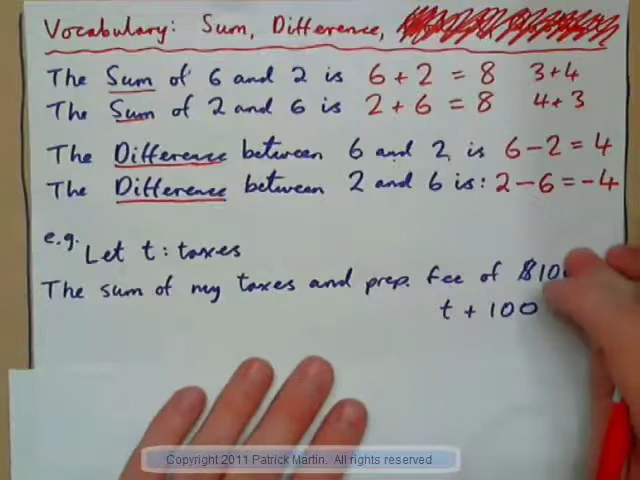 Vocabulary: Sum, Difference,
The Sum of 6 and 2 is 6 + 2 = 8 3+4
The Sum of 2 and 6 is 2 + 6 = 8 4+3
The Difference between 6 and 2 is 6 - 2 = 4
The Difference between 2 and 6 is: 2 - 6 = -4
e.g. Let t: taxes
The sum of my taxes and prep. fee of $10
t + 100
Copyright 2011 Patrick Martin. All rights reserved